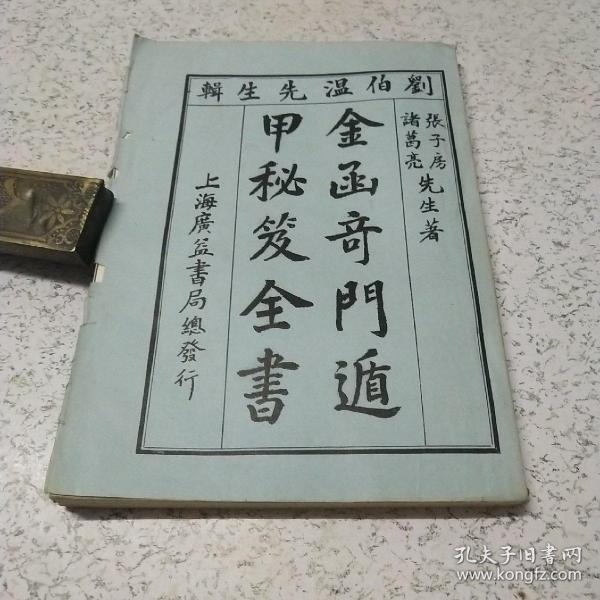 劉伯温先生輯
張子房
諸葛亮
先生著
金函奇門遁
甲秘笈全書
上海廣益書局總發行
孔夫子旧书网
www.kongfz.com